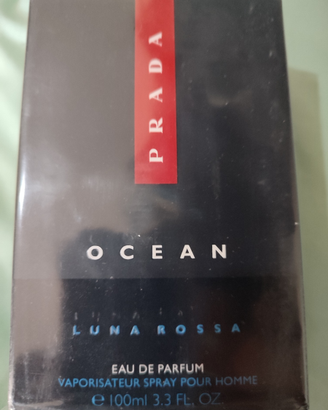 PRADA
OCEAN
LUNA ROSSA
EAU DE PARFUM
VAPORISATEUR SPRAY POUR HOMME
℮ 100ml 3.3 FL. OZ.